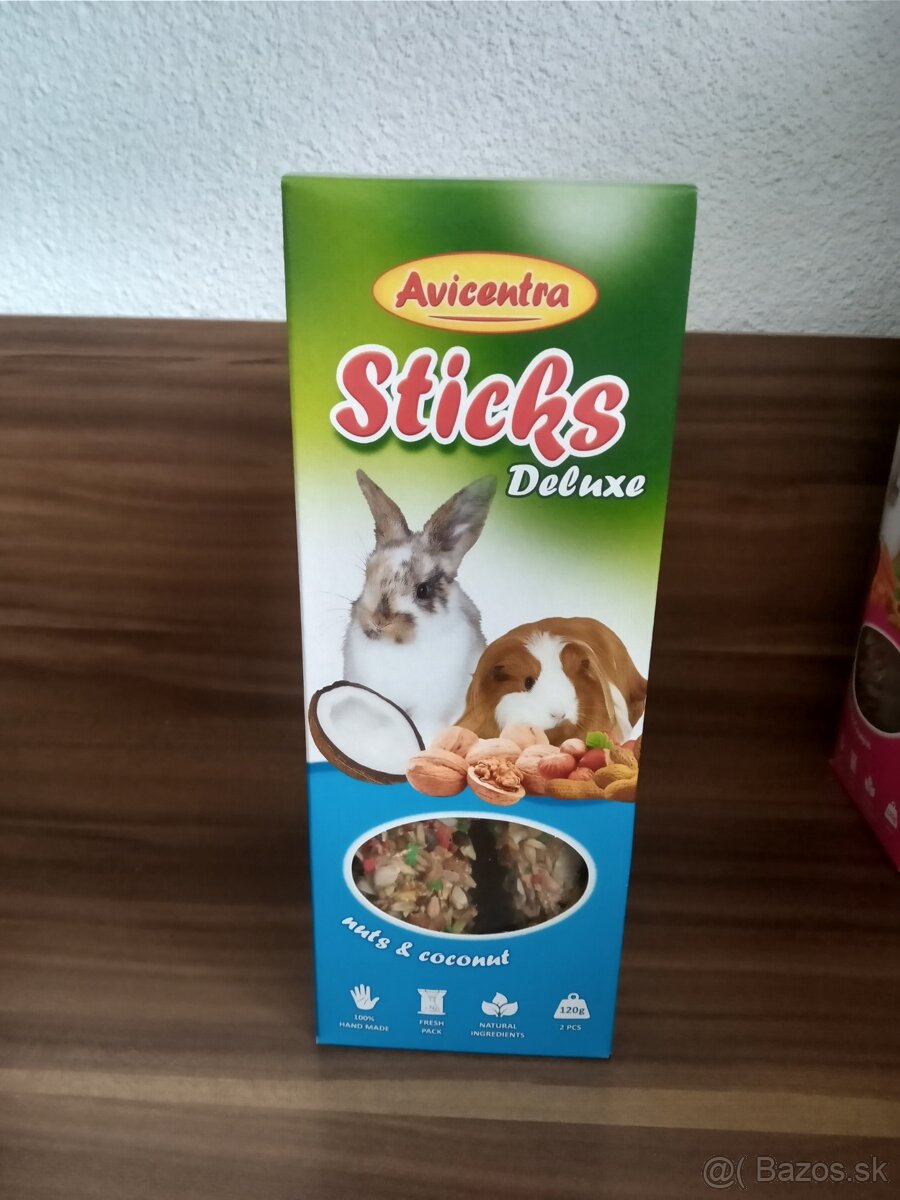 Avicentra
Sticks
Deluxe
nuts & coconut
100%
HAND MADE
FRESH
PACK
NATURAL
INGREDIENTS
120g
2 PCS
@( Bazos.sk